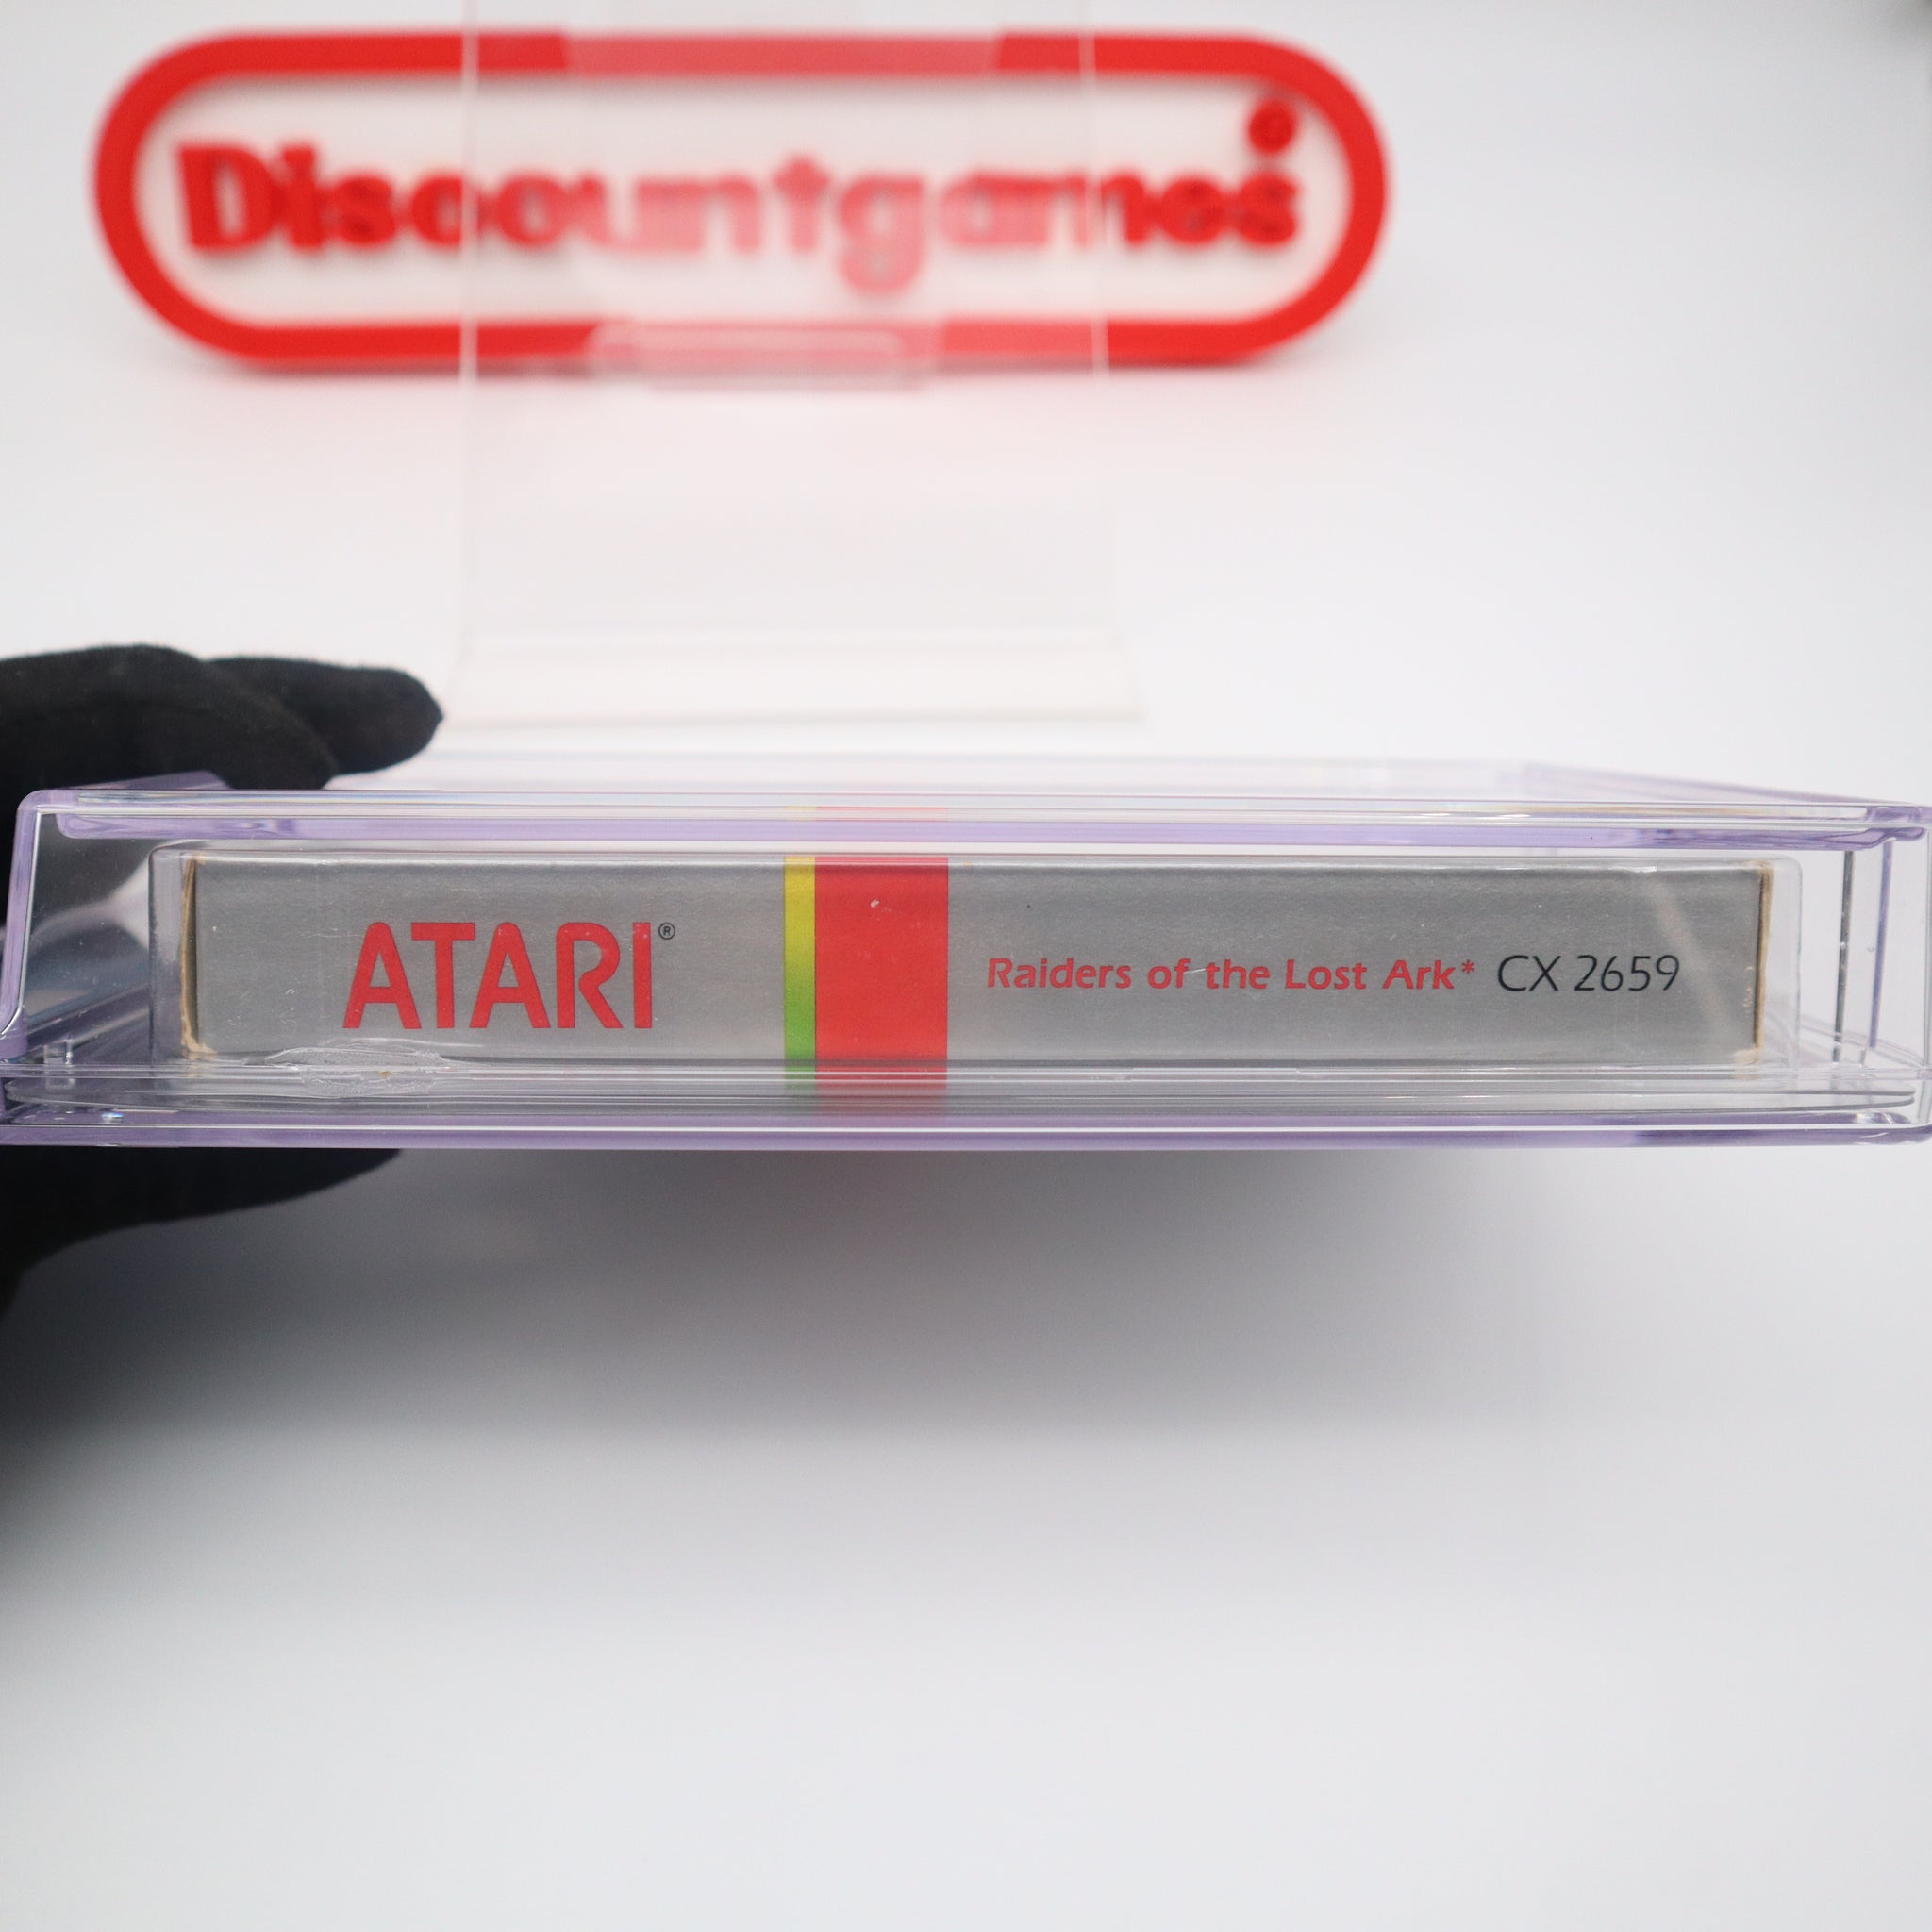 Discountgames
ATARI®
Raiders of the Lost Ark* CX 2659